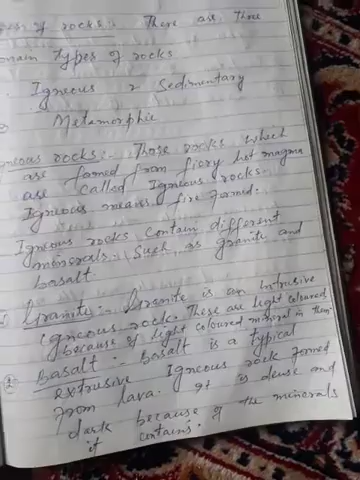 pes of rocks:- There are three
main types of rocks
Igneous 2 Sedimentary
Metamorphic
gneous rocks:- Those rocks which
are formed from fiery hot magma
are called Igneous rocks.
Igneous means fire formed.
Igneous rocks contain different
minerals. Such as granite and
basalt.
Granite:- Granite is an intrusive
Igneous rock. These are light coloured
because of light coloured mineral in them.
Basalt:- basalt is a typical
extrusive Igneous rock formed
from lava. It is dense and
dark because of the minerals
it contains.